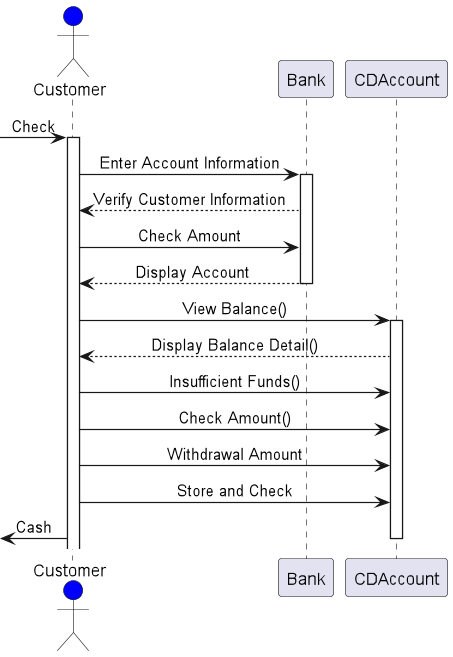 Customer
Bank
CDAccount
Check
Enter Account Information
Verify Customer Information
Check Amount
Display Account
View Balance()
Display Balance Detail()
Insufficient Funds()
Check Amount()
Withdrawal Amount
Store and Check
Cash
Customer
Bank
CDAccount